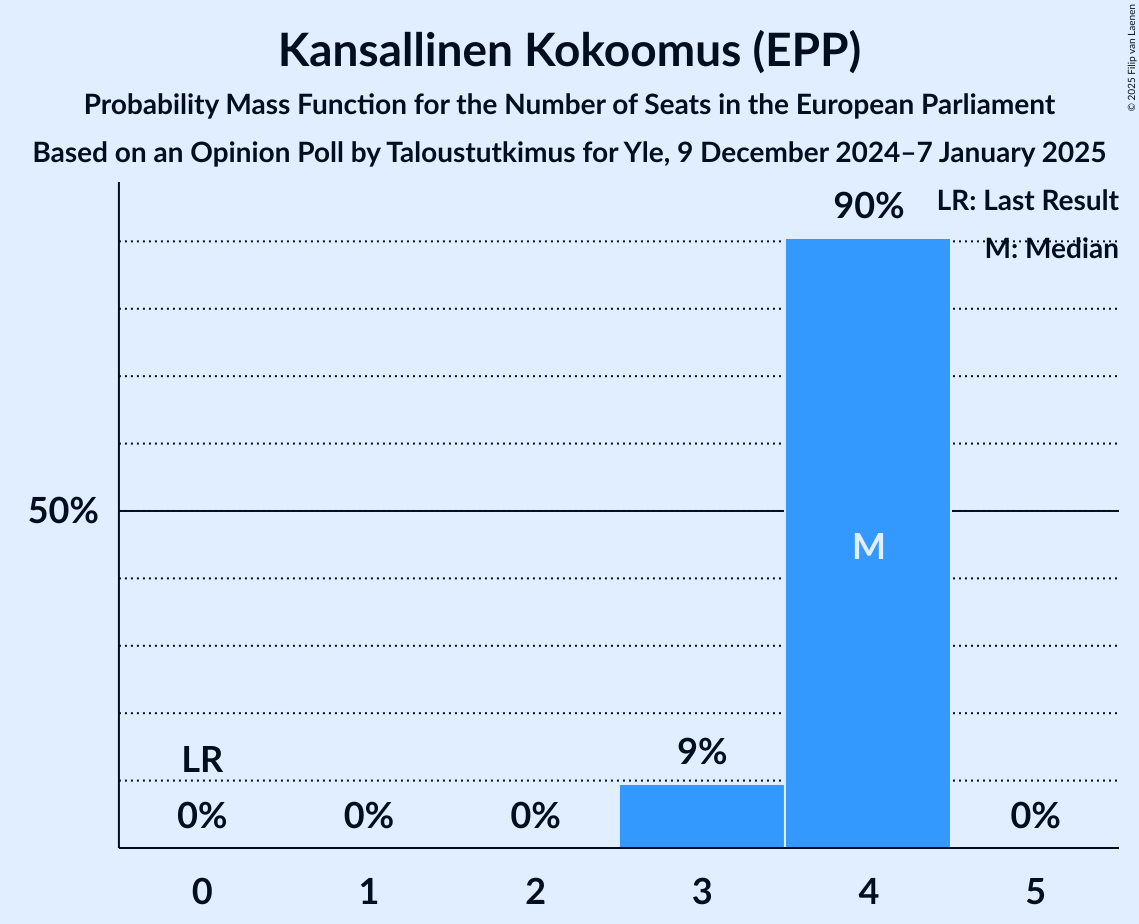 Kansallinen Kokoomus (EPP)
Probability Mass Function for the Number of Seats in the European Parliament
Based on an Opinion Poll by Taloustutkimus for Yle, 9 December 2024–7 January 2025
© 2025 Filip van Laenen
LR: Last Result
M: Median
90%
50%
M
LR
9%
0% 0% 0% 0%
0 1 2 3 4 5